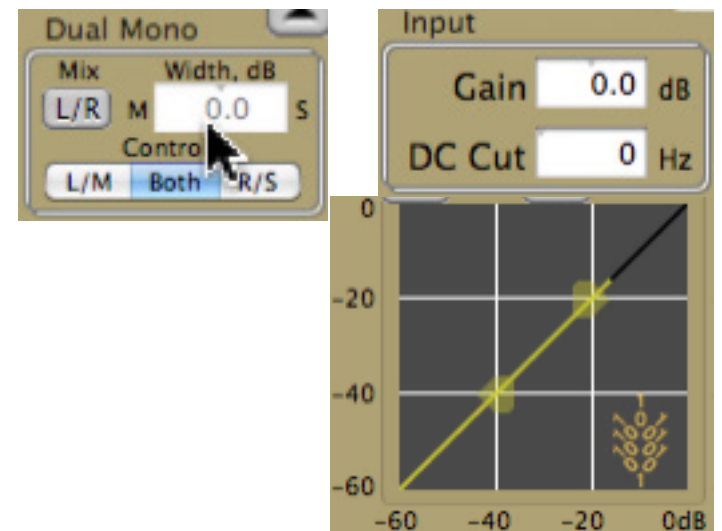 Dual Mono
Mix Width, dB
L/R M 0.0 S
Contro
L/M Both R/S
Input
Gain 0.0 dB
DC Cut 0 Hz
0
-20
-40
-60
-60 -40 -20 0dB